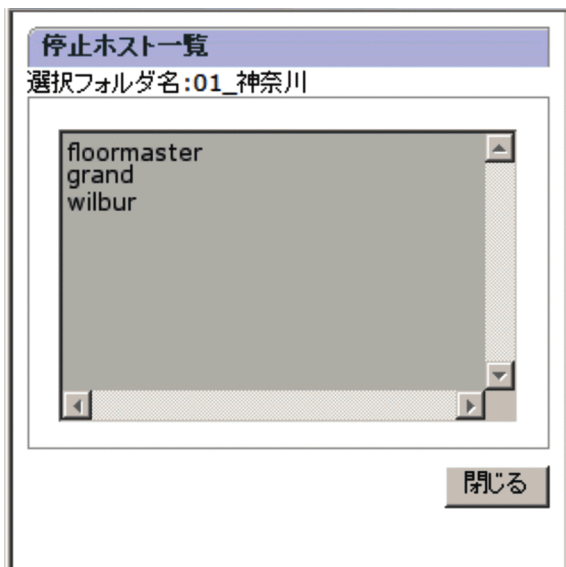 停止ホスト一覧
選択フォルダ名:01_神奈川
floormaster
grand
wilbur
閉じる